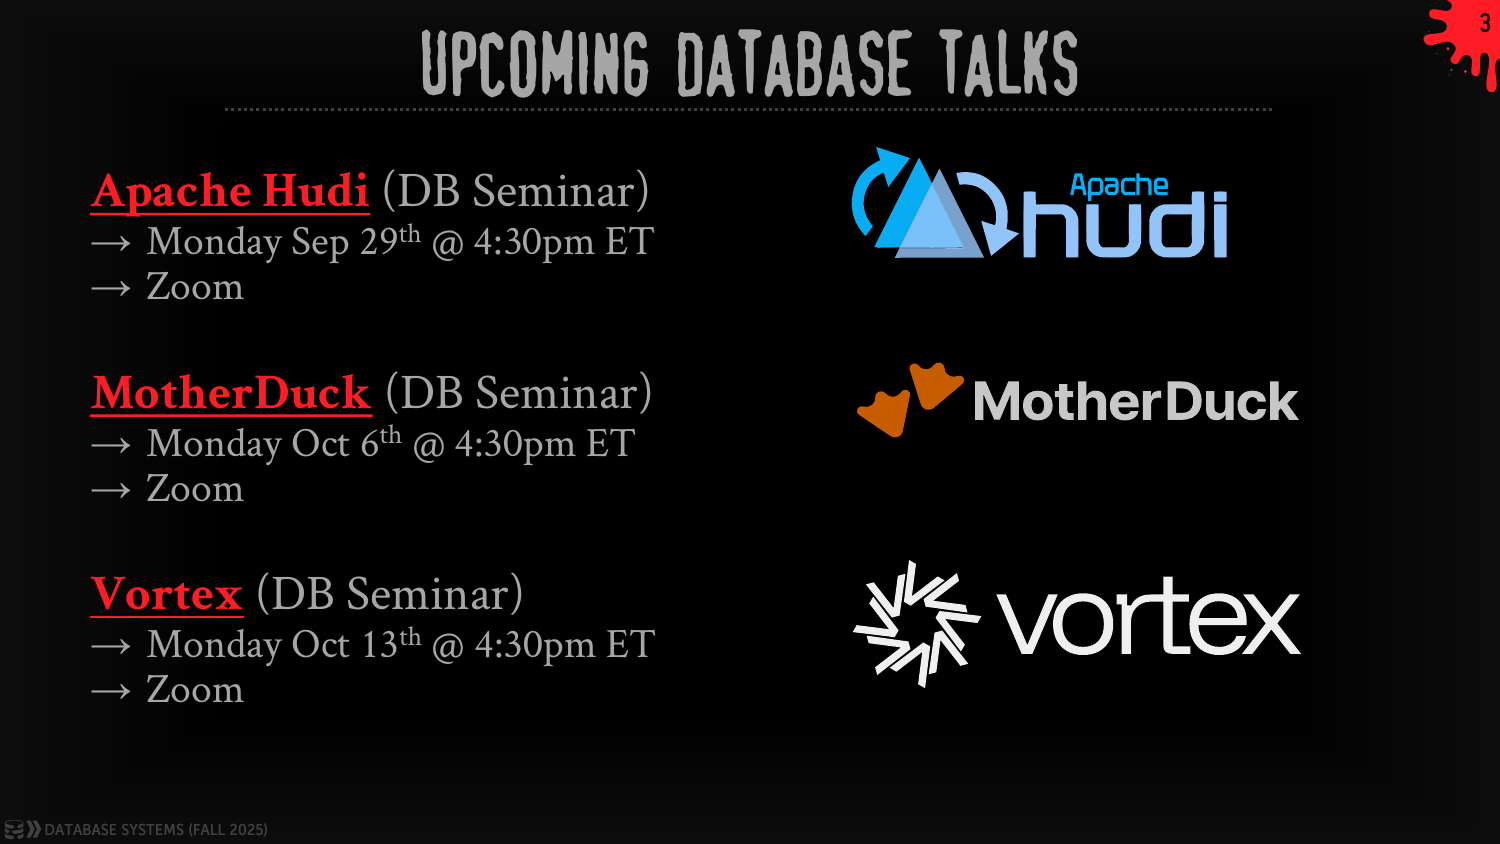 3
UPCOMING DATABASE TALKS
Apache Hudi (DB Seminar)
→ Monday Sep 29th @ 4:30pm ET
→ Zoom
Apache
hudi
MotherDuck (DB Seminar)
→ Monday Oct 6th @ 4:30pm ET
→ Zoom
MotherDuck
Vortex (DB Seminar)
→ Monday Oct 13th @ 4:30pm ET
→ Zoom
vortex
DATABASE SYSTEMS (FALL 2025)